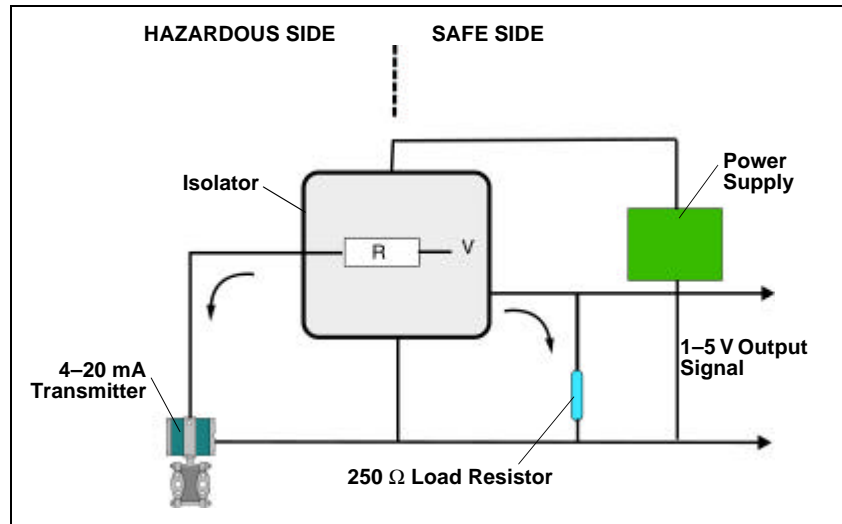 HAZARDOUS SIDE
SAFE SIDE
Power
Supply
Isolator
R
V
1–5 V Output
Signal
4–20 mA
Transmitter
250 Ω Load Resistor